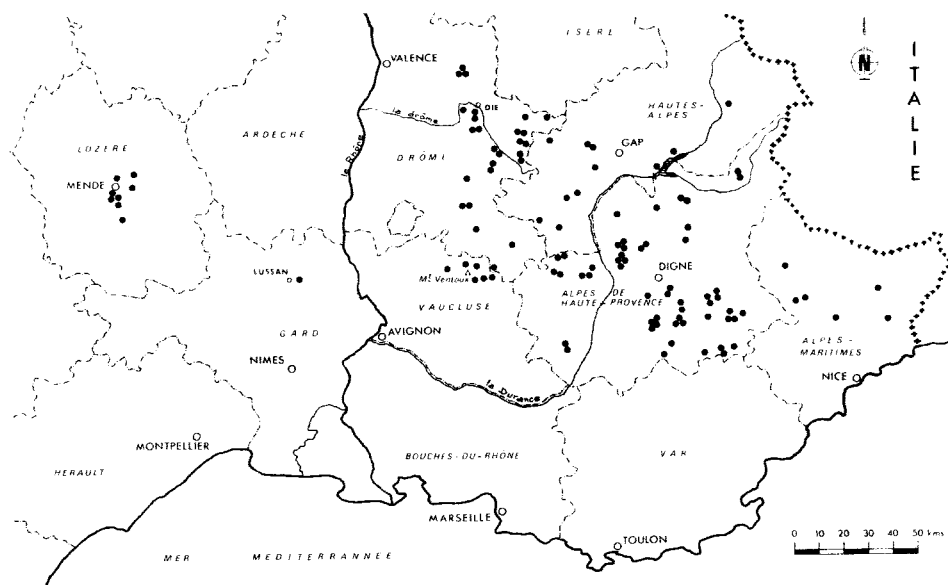 ISERE
N
ITALIE
VALENCE
DIE
la drôme
HAUTES-
ALPES
le Rhône
ARDECHE
LOZERE
DRÔME
GAP
MENDE
LUSSAN
Mt Ventoux
DIGNE
VAUCLUSE
ALPES DE
HAUTE-PROVENCE
GARD
AVIGNON
ALPES-
MARITIMES
NIMES
NICE
la Durance
MONTPELLIER
HERAULT
BOUCHES-DU-RHÔNE
VAR
MARSEILLE
TOULON
MER MEDITERRANNEE
0 10 20 30 40 50 kms